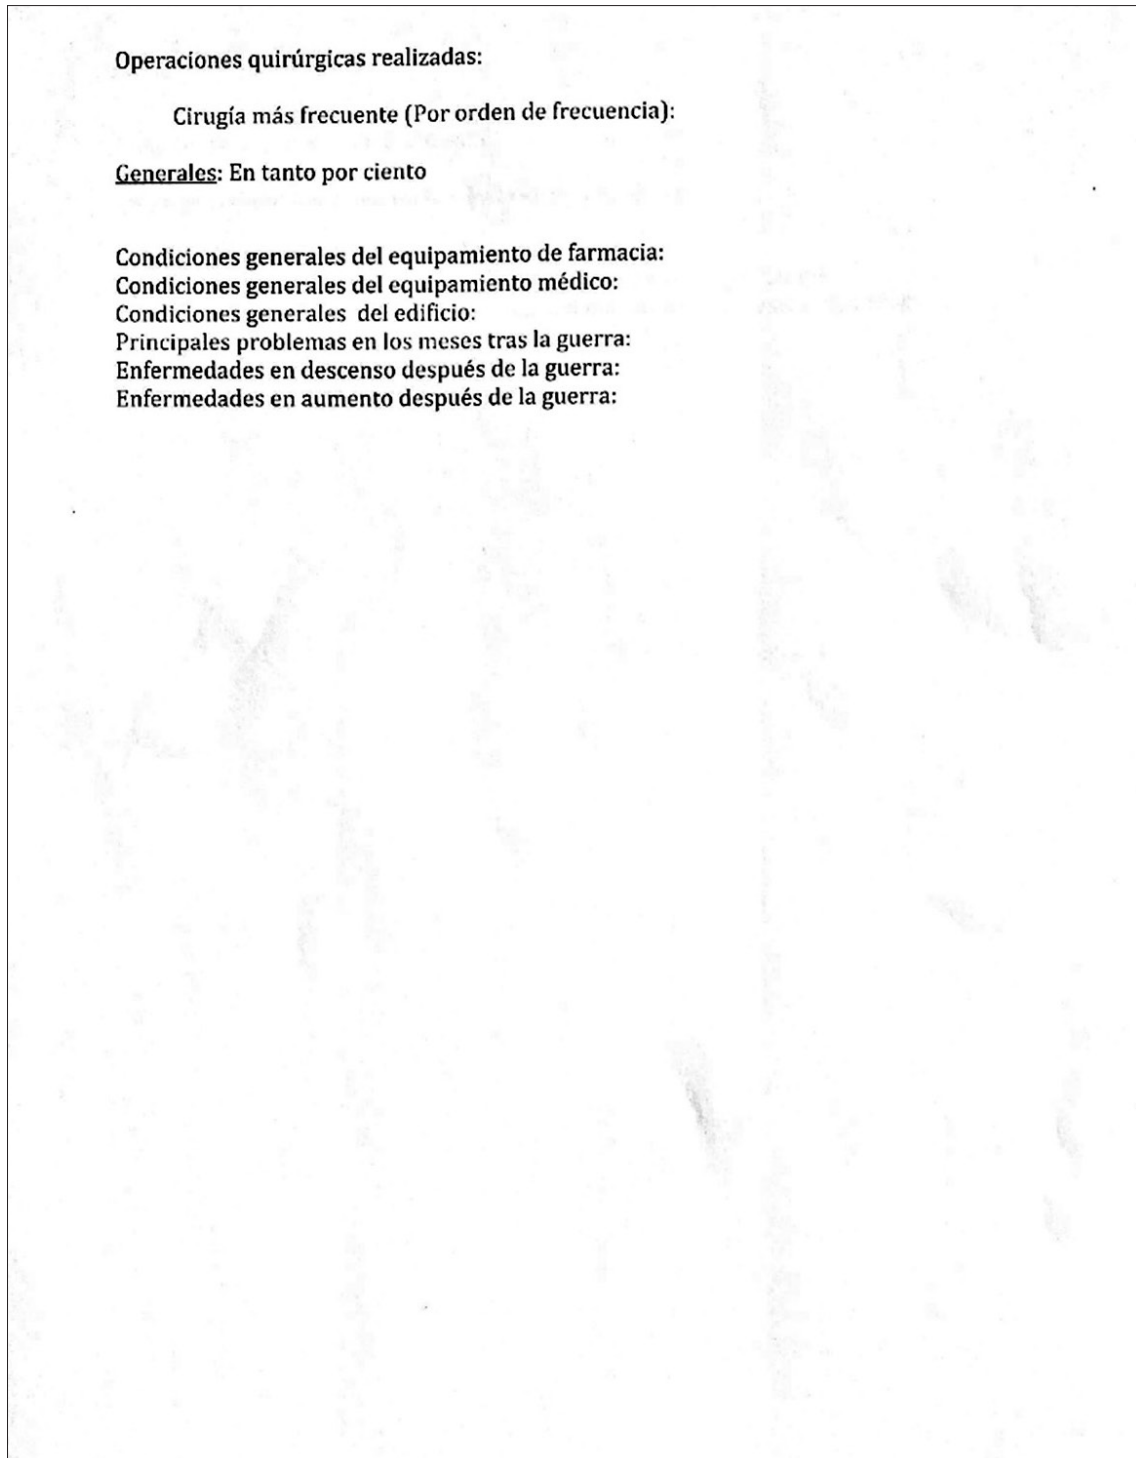 Operaciones quirúrgicas realizadas:
Cirugía más frecuente (Por orden de frecuencia):
Generales: En tanto por ciento
Condiciones generales del equipamiento de farmacia:
Condiciones generales del equipamiento médico:
Condiciones generales  del edificio:
Principales problemas en los meses tras la guerra:
Enfermedades en descenso después de la guerra:
Enfermedades en aumento después de la guerra: